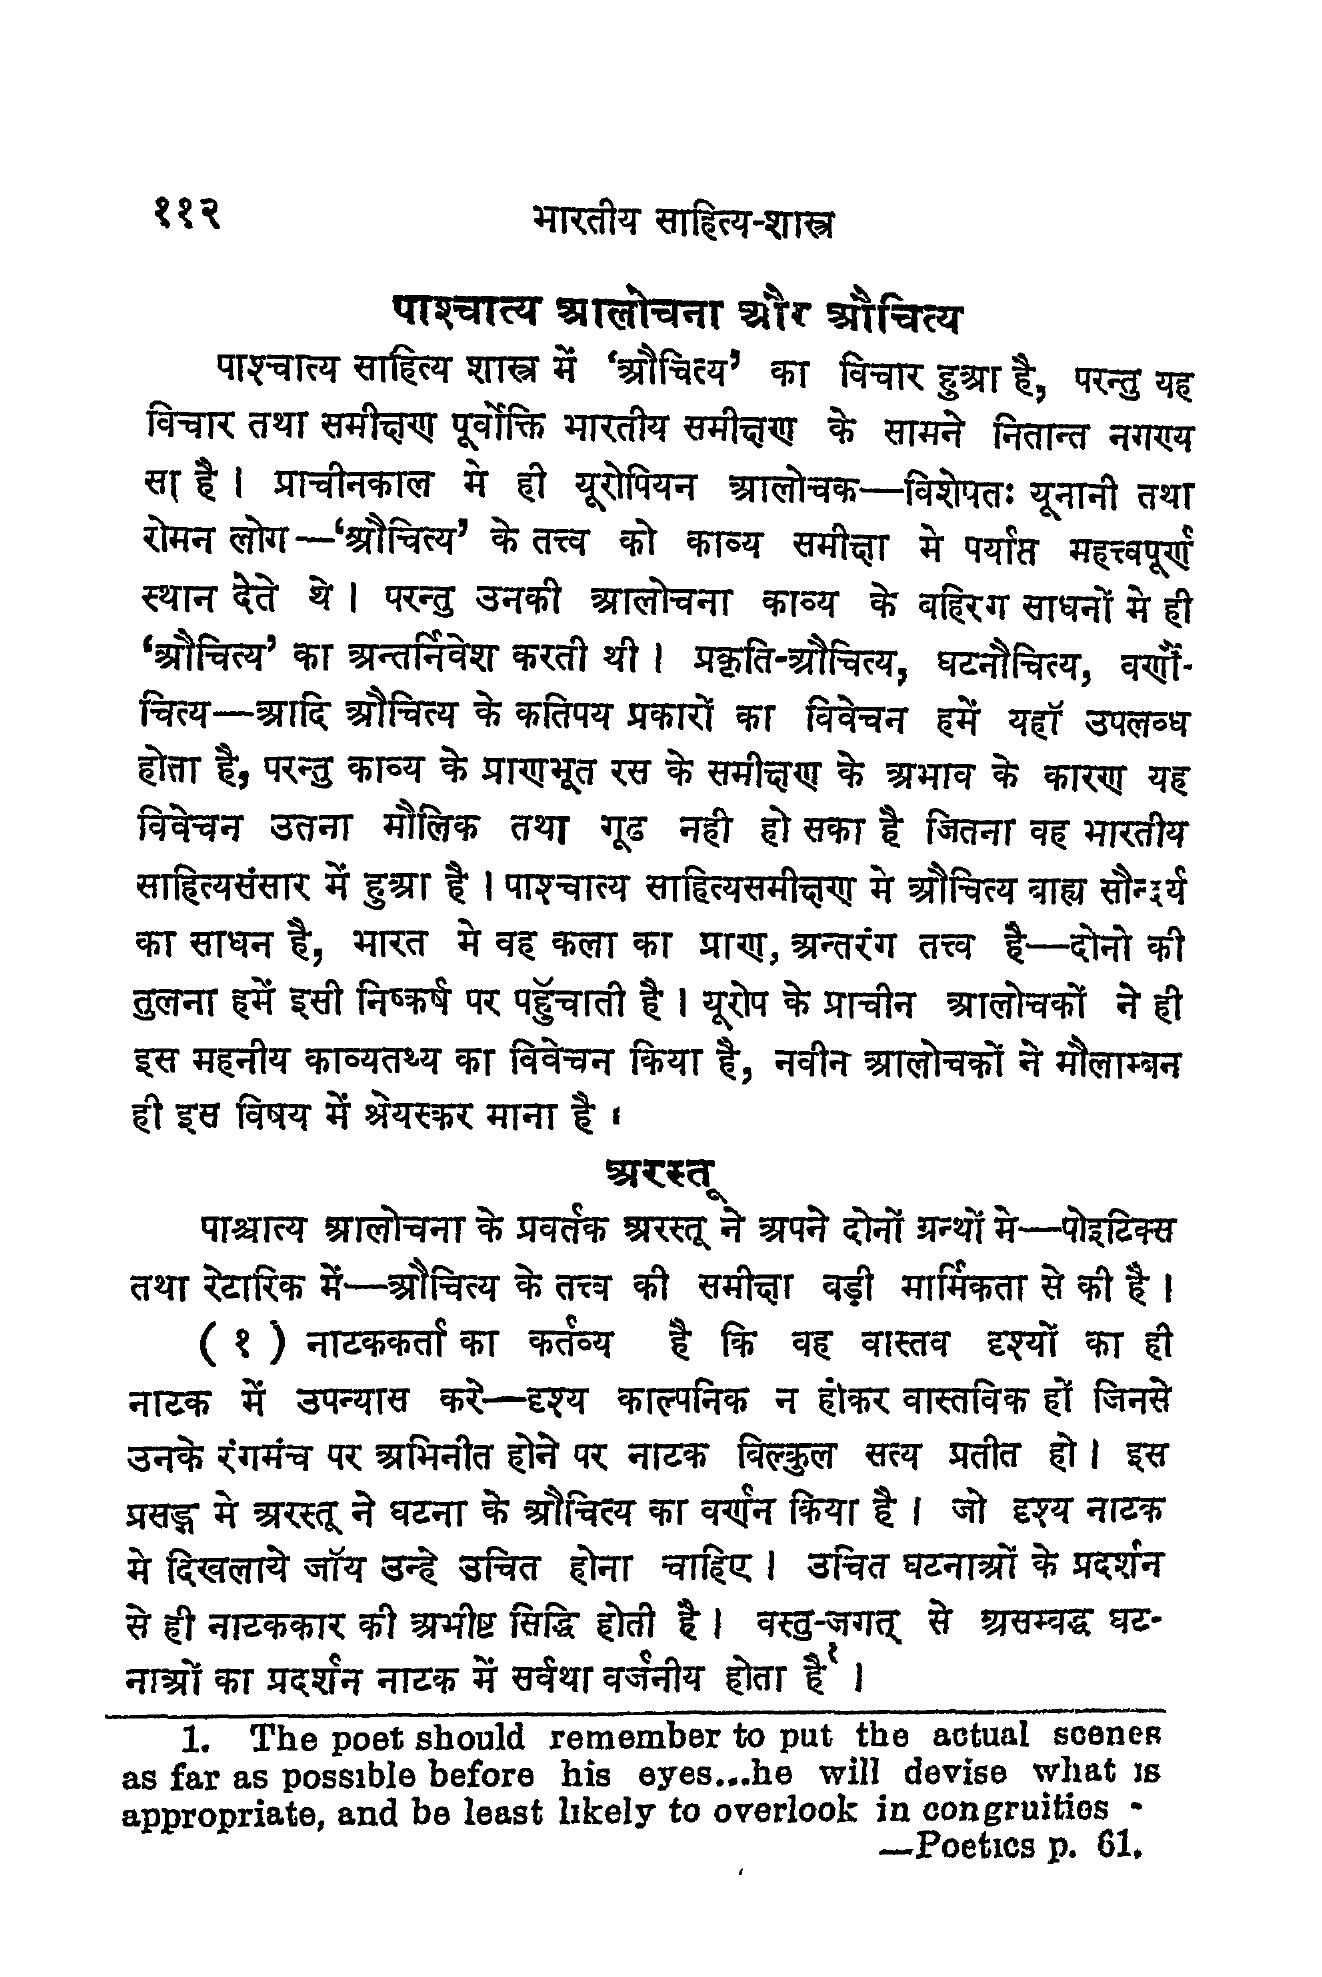 ११२ भारतीय साहित्य-शास्त्र
पाश्चात्य आलोचना और औचित्य
पाश्चात्य साहित्य शास्त्र में ‘औचित्य’ का विचार हुआ है, परन्तु यह
विचार तथा समीक्षण पूर्वोक्ति भारतीय समीक्षण के सामने नितान्त नगण्य
सा है । प्राचीनकाल मे ही यूरोपियन आलोचक—विशेषतः यूनानी तथा
रोमन लोग—‘औचित्य’ के तत्त्व को काव्य समीक्षा मे पर्याप्त महत्त्वपूर्ण
स्थान देते थे । परन्तु उनकी आलोचना काव्य के बहिरग साधनों मे ही
‘औचित्य’ का अन्तर्निवेश करती थी । प्रकृति-औचित्य, घटनौचित्य, वर्णौ-
चित्य—आदि औचित्य के कतिपय प्रकारों का विवेचन हमें यहाँ उपलब्ध
होता है, परन्तु काव्य के प्राणभूत रस के समीक्षण के अभाव के कारण यह
विवेचन उतना मौलिक तथा गूढ नही हो सका है जितना वह भारतीय
साहित्यसंसार में हुआ है । पाश्चात्य साहित्यसमीक्षण मे औचित्य बाह्य सौन्दर्य
का साधन है, भारत मे वह कला का प्राण, अन्तरंग तत्त्व है—दोनो की
तुलना हमें इसी निष्कर्ष पर पहुँचाती है । यूरोप के प्राचीन आलोचकों ने ही
इस महनीय काव्यतथ्य का विवेचन किया है, नवीन आलोचकों ने मौलाम्बन
ही इस विषय में श्रेयस्कर माना है ।
अरस्तू
पाश्चात्य आलोचना के प्रवर्तक अरस्तू ने अपने दोनों ग्रन्थों मे—पोइटिक्स
तथा रेटारिक में—औचित्य के तत्त्व की समीक्षा बड़ी मार्मिकता से की है ।
( १ ) नाटककर्ता का कर्तव्य है कि वह वास्तव दृश्यों का ही
नाटक में उपन्यास करे—दृश्य काल्पनिक न होकर वास्तविक हों जिनसे
उनके रंगमंच पर अभिनीत होने पर नाटक बिल्कुल सत्य प्रतीत हो । इस
प्रसङ्ग मे अरस्तू ने घटना के औचित्य का वर्णन किया है । जो दृश्य नाटक
मे दिखलाये जाँय उन्हे उचित होना चाहिए । उचित घटनाओं के प्रदर्शन
से ही नाटककार की अभीष्ट सिद्धि होती है । वस्तु-जगत् से असम्बद्ध घट-
नाओं का प्रदर्शन नाटक में सर्वथा वर्जनीय होता है१ ।
1. The poet should remember to put the actual scenes
as far as possible before his eyes...he will devise what is
appropriate, and be least likely to overlook in congruities -
—Poetics p. 61.